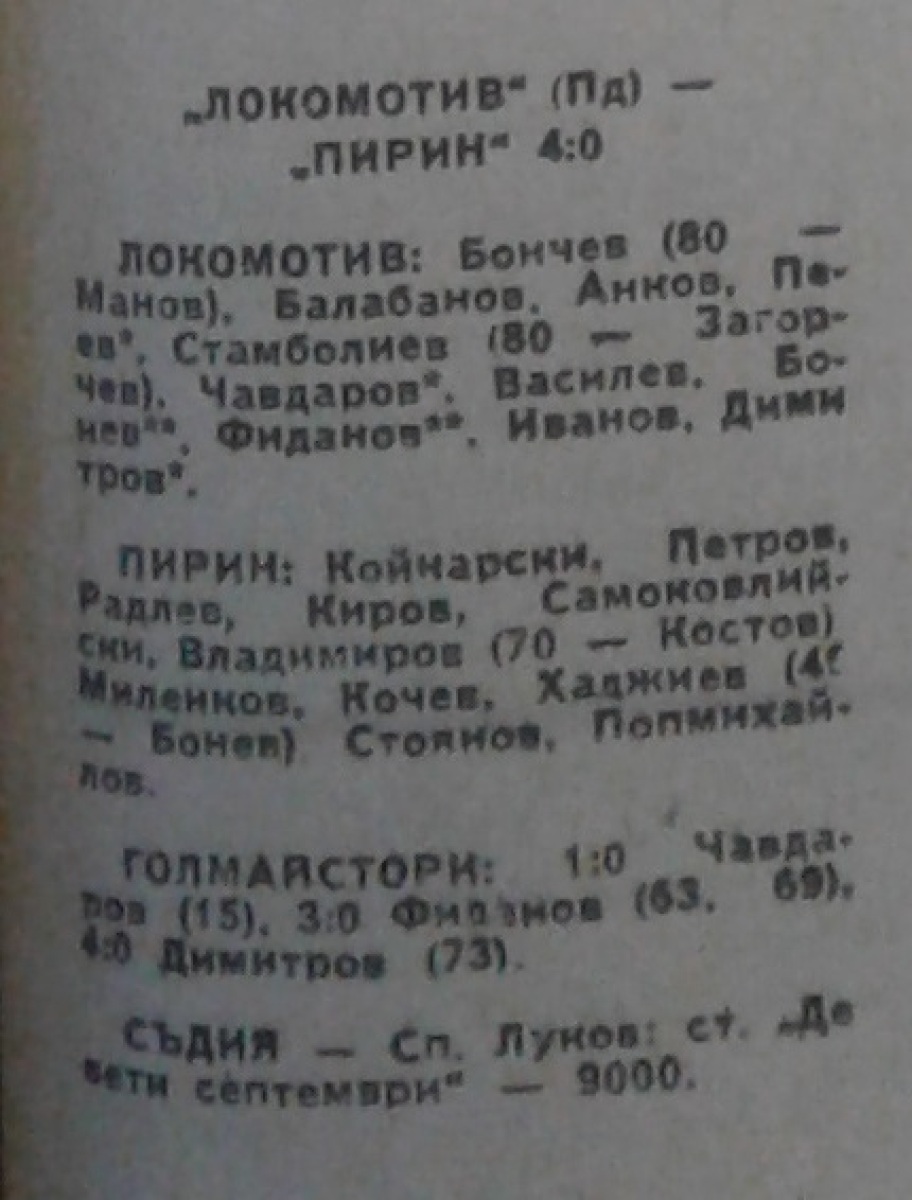 „ЛОКОМОТИВ“ (Пд) —
„ПИРИН“ 4:0
ЛОКОМОТИВ: Бончев (80 —
Манов), Балабанов, Анков, Пе-
ев*, Стамболиев (80 — Загор-
чев), Чавдаров*, Василев, Бо-
нев**, Фиданов**, Иванов, Дими
тров*.
ПИРИН: Койнарски, Петров,
Радлев, Киров, Самоковлий-
ски, Владимиров (70 — Костов)
Миленков, Кочев, Хаджиев
— Бонев) Стоянов, Попмихай-
лов.
ГОЛМАЙСТОРИ: 1:0 Чавда-
ров (15), 3:0 Фиданов (63, 69),
4:0 Димитров (73).
СЪДИЯ — Сп. Луков; ст. „Де
вети септември“ — 9000.